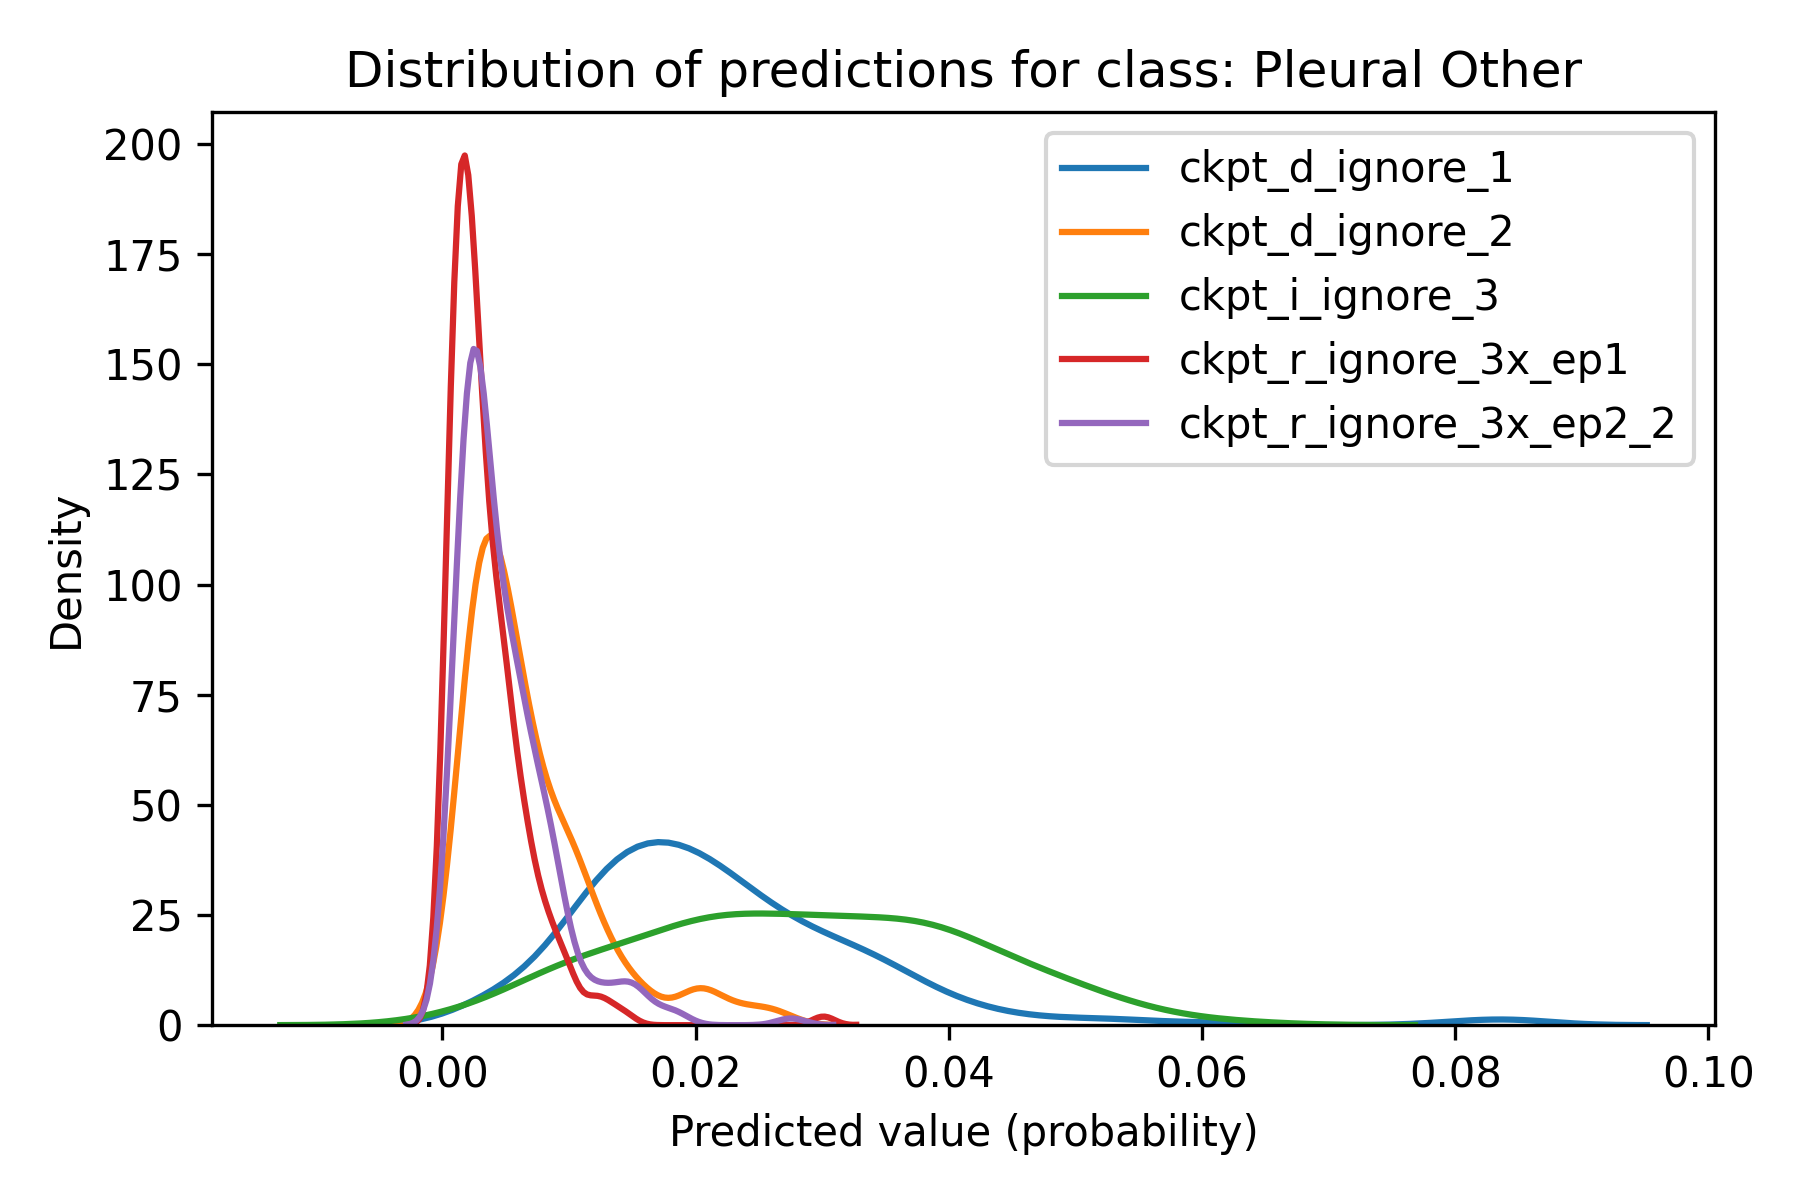 Distribution of predictions for class: Pleural Other
200
175
150
125
100
75
50
25
0
Density
ckpt_d_ignore_1
ckpt_d_ignore_2
ckpt_i_ignore_3
ckpt_r_ignore_3x_ep1
ckpt_r_ignore_3x_ep2_2
0.00 0.02 0.04 0.06 0.08 0.10
Predicted value (probability)